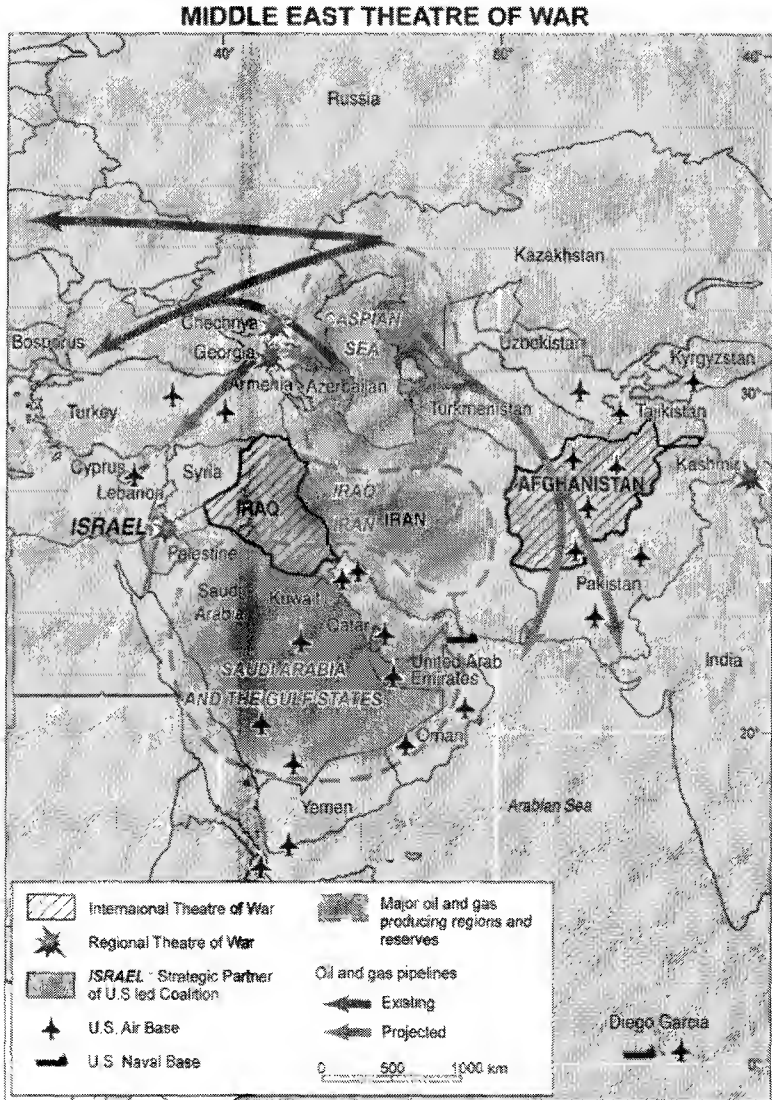 MIDDLE EAST THEATRE OF WAR
40°
60°
40°
Russia
Kazakhstan
CASPIAN
SEA
Chechnya
Bosporus
Georgia
Uzbekistan
Kyrgyzstan
Armenia
Azerbaijan
30°
Turkey
Turkmenistan
Tajikistan
Cyprus
Syria
Kashmir
Lebanon
IRAQ
AFGHANISTAN
IRAQ
IRAN
IRAN
ISRAEL
Palestine
Pakistan
Saudi
Arabia
Kuwait
Qatar
India
SAUDI ARABIA
United Arab
Emirates
AND THE GULF STATES
20°
Oman
Yemen
Arabian Sea
Internaional Theatre of War
Regional Theatre of War
ISRAEL - Strategic Partner
of U.S led Coalition
U.S. Air Base
U.S. Naval Base
Major oil and gas
producing regions and
reserves
Oil and gas pipelines
Existing
Projected
0 500 1000 km
Diego Garcia
0°